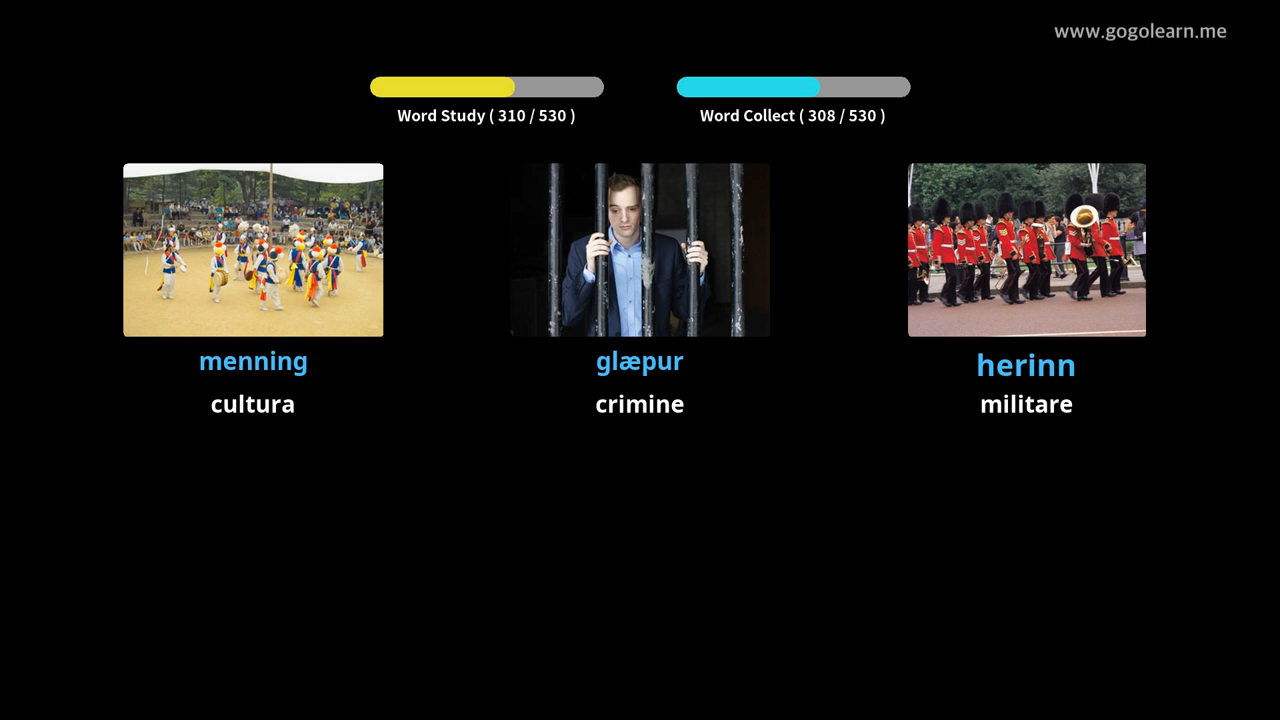 www.gogolearn.me
Word Study ( 310 / 530 )
Word Collect ( 308 / 530 )
menning
glæpur
herinn
cultura
crimine
militare